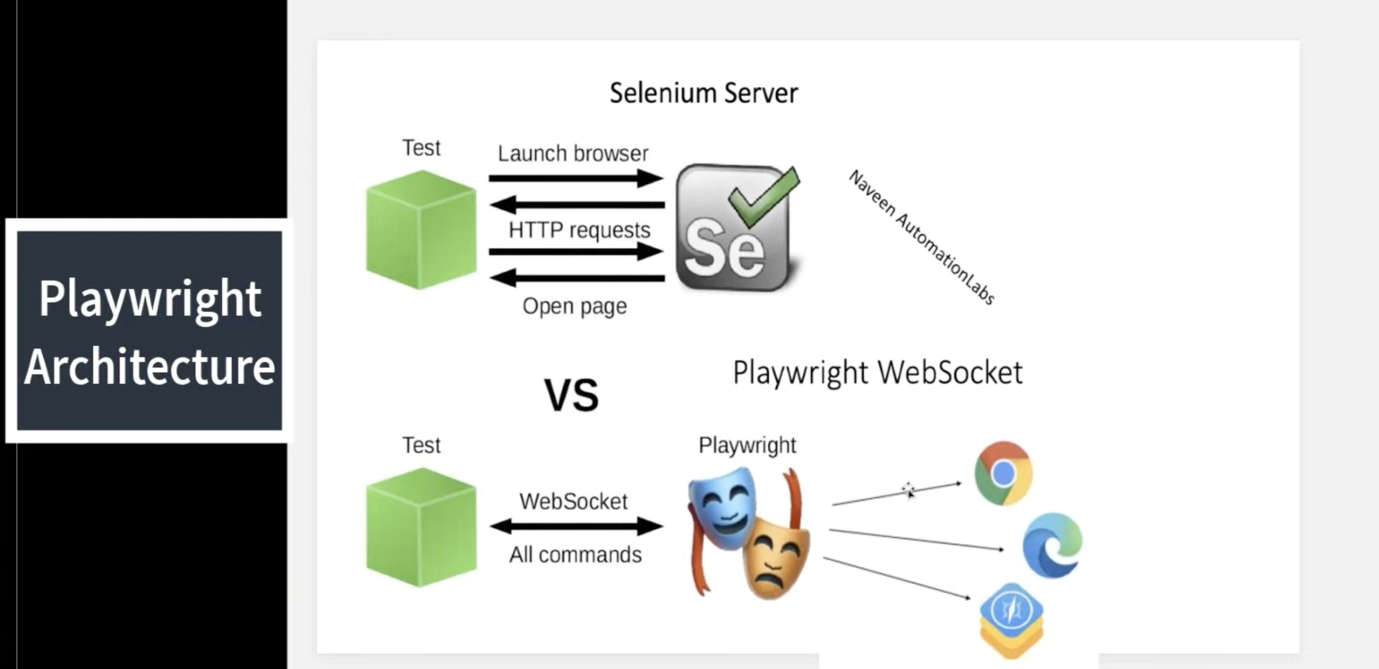 Playwright
Architecture
Selenium Server
Test
Launch browser
HTTP requests
Open page
Se
Naveen AutomationLabs
VS
Playwright WebSocket
Test
WebSocket
All commands
Playwright